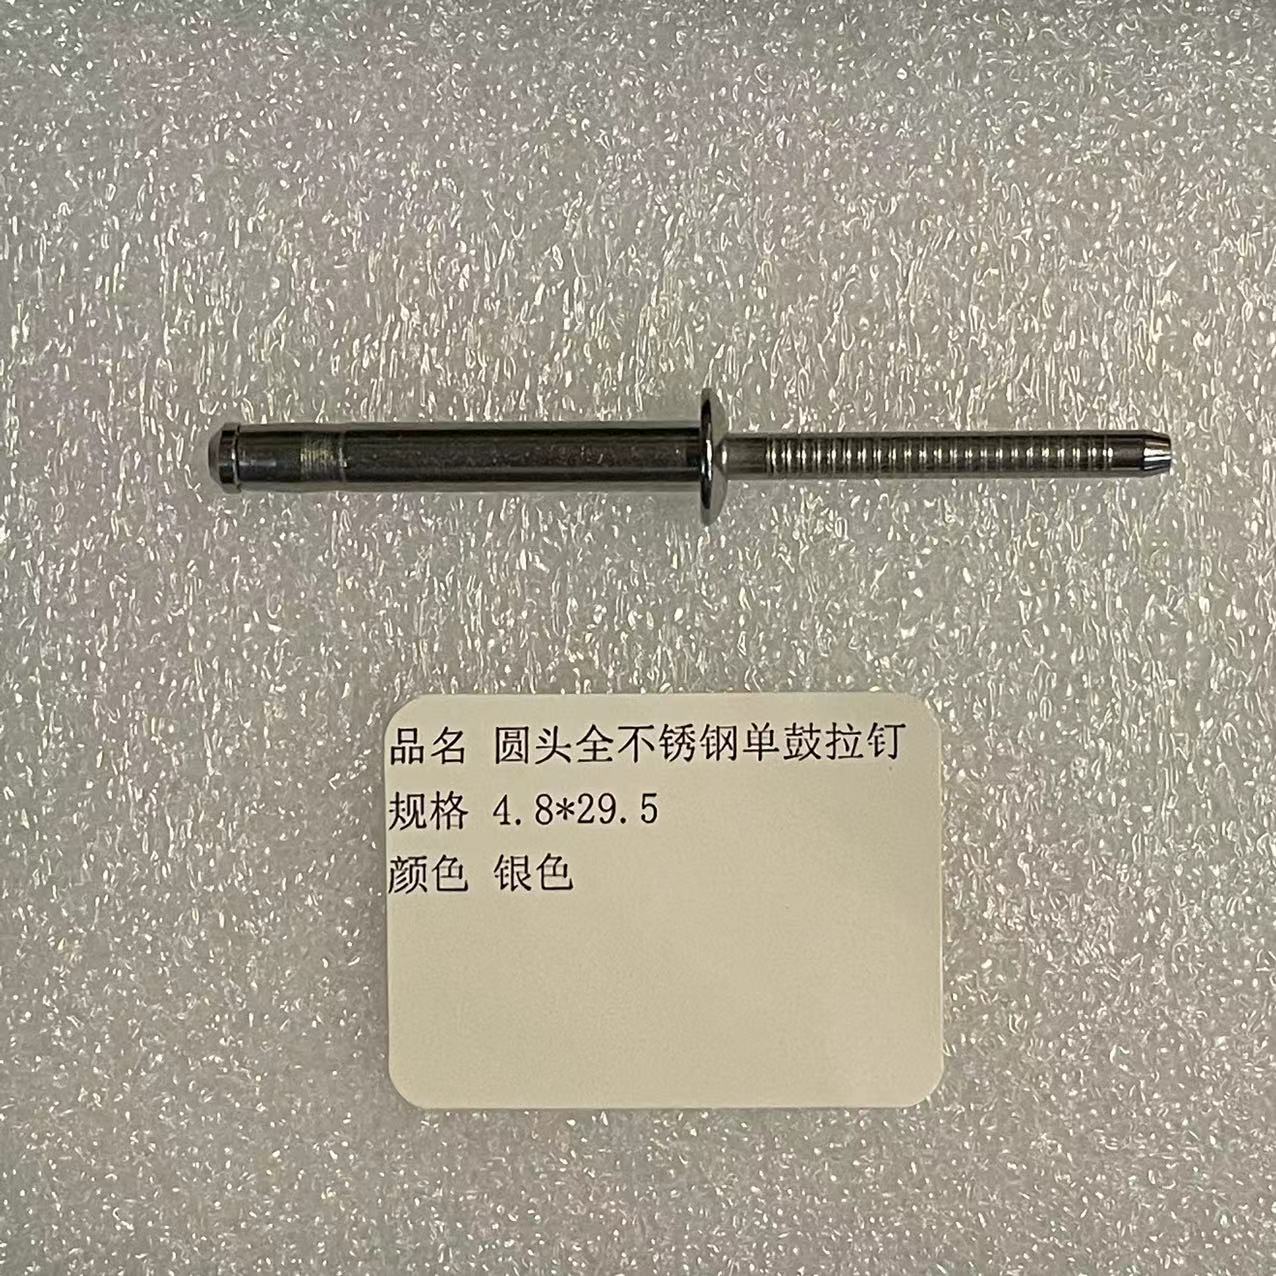 品名 圆头全不锈钢单鼓拉钉
规格 4.8*29.5
颜色 银色